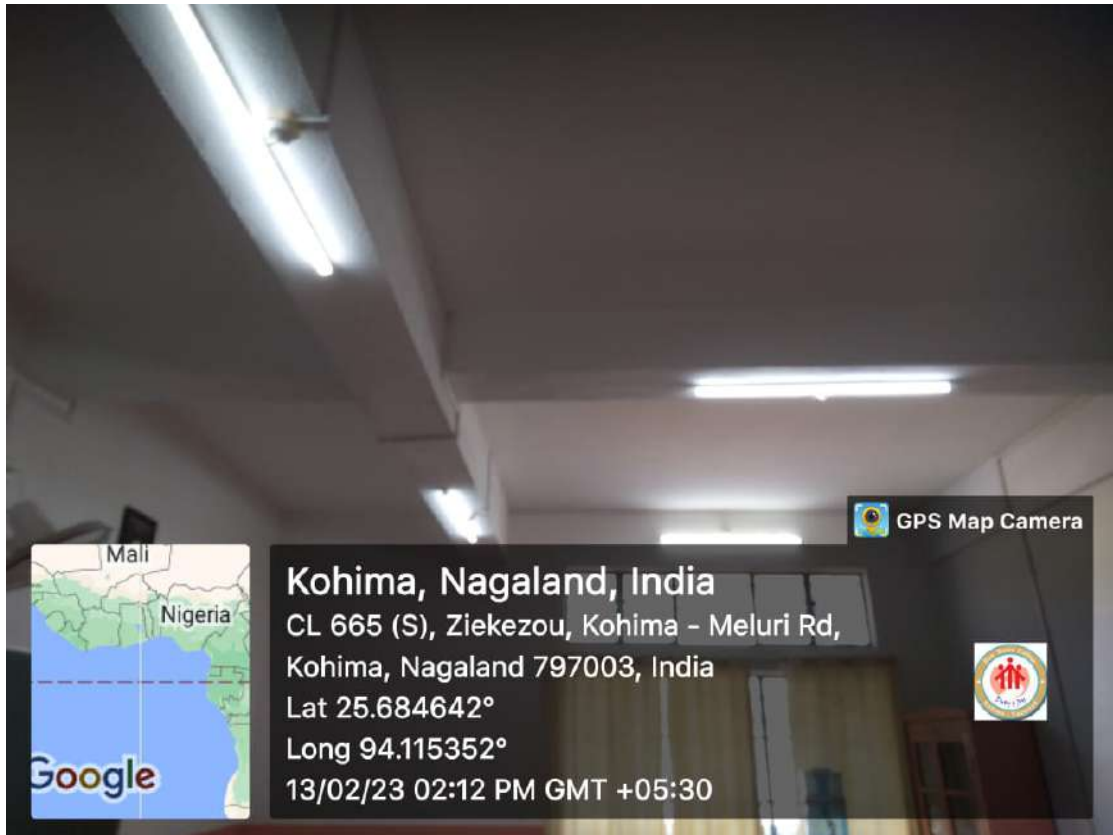 GPS Map Camera
Mali
Nigeria
Google
Kohima, Nagaland, India
CL 665 (S), Ziekezou, Kohima - Meluri Rd,
Kohima, Nagaland 797003, India
Lat 25.684642°
Long 94.115352°
13/02/23 02:12 PM GMT +05:30